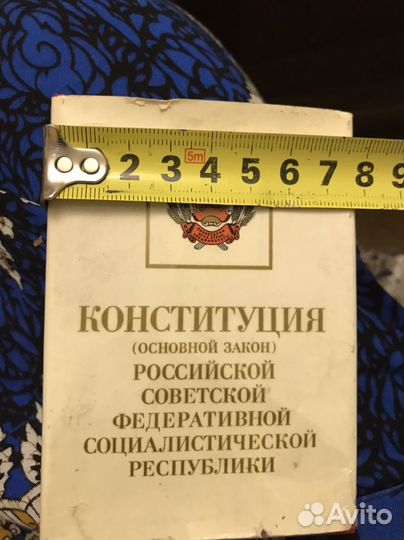 5m
2 3 4 5 6 7 8 9
КОНСТИТУЦИЯ
(ОСНОВНОЙ ЗАКОН)
РОССИЙСКОЙ
СОВЕТСКОЙ
ФЕДЕРАТИВНОЙ
СОЦИАЛИСТИЧЕСКОЙ
РЕСПУБЛИКИ
Avito